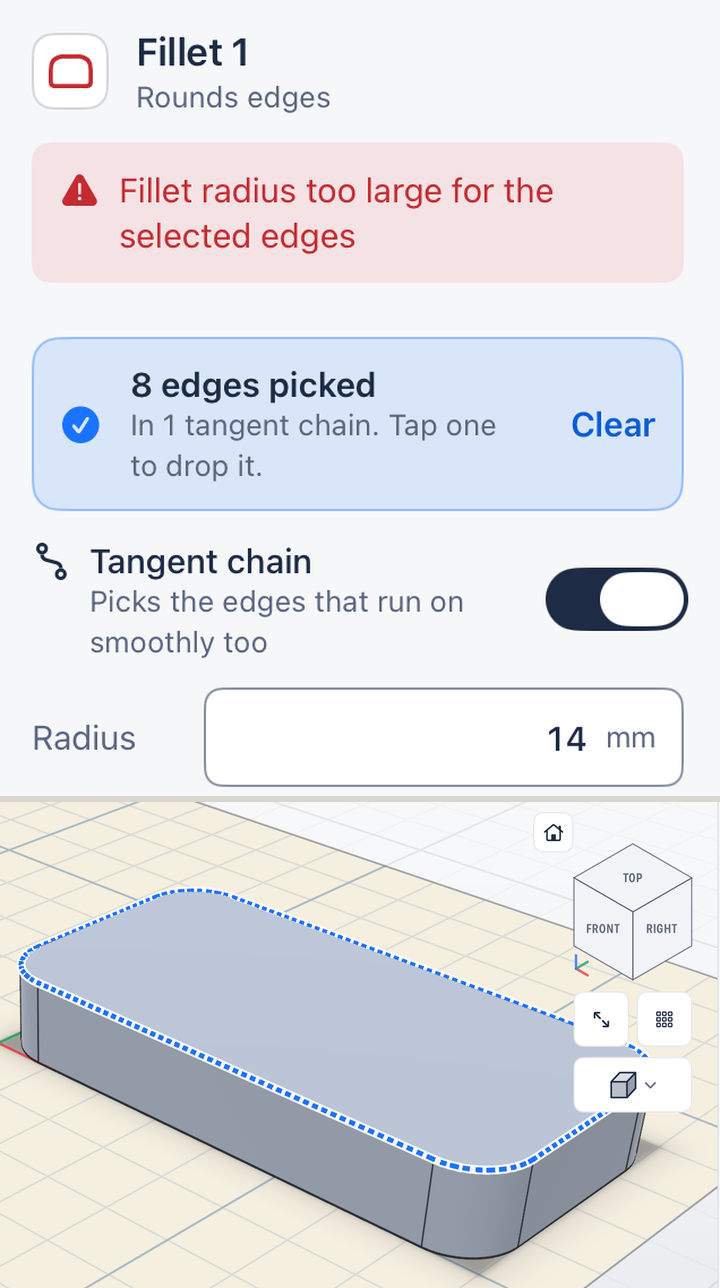 Fillet 1
Rounds edges
Fillet radius too large for the
selected edges
8 edges picked
In 1 tangent chain. Tap one
to drop it.
Clear
Tangent chain
Picks the edges that run on
smoothly too
Radius
14 mm
TOP
FRONT
RIGHT